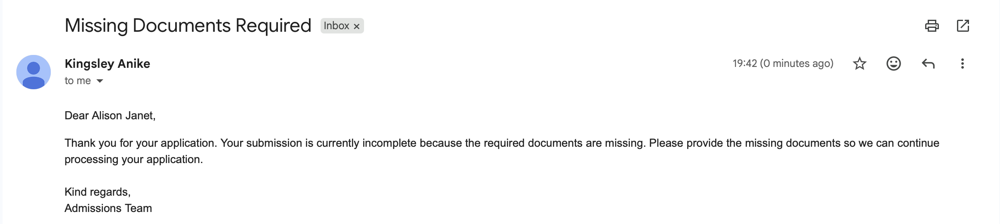 Missing Documents Required Inbox ×
Kingsley Anike 19:42 (0 minutes ago)
to me
Dear Alison Janet,
Thank you for your application. Your submission is currently incomplete because the required documents are missing. Please provide the missing documents so we can continue
processing your application.
Kind regards,
Admissions Team